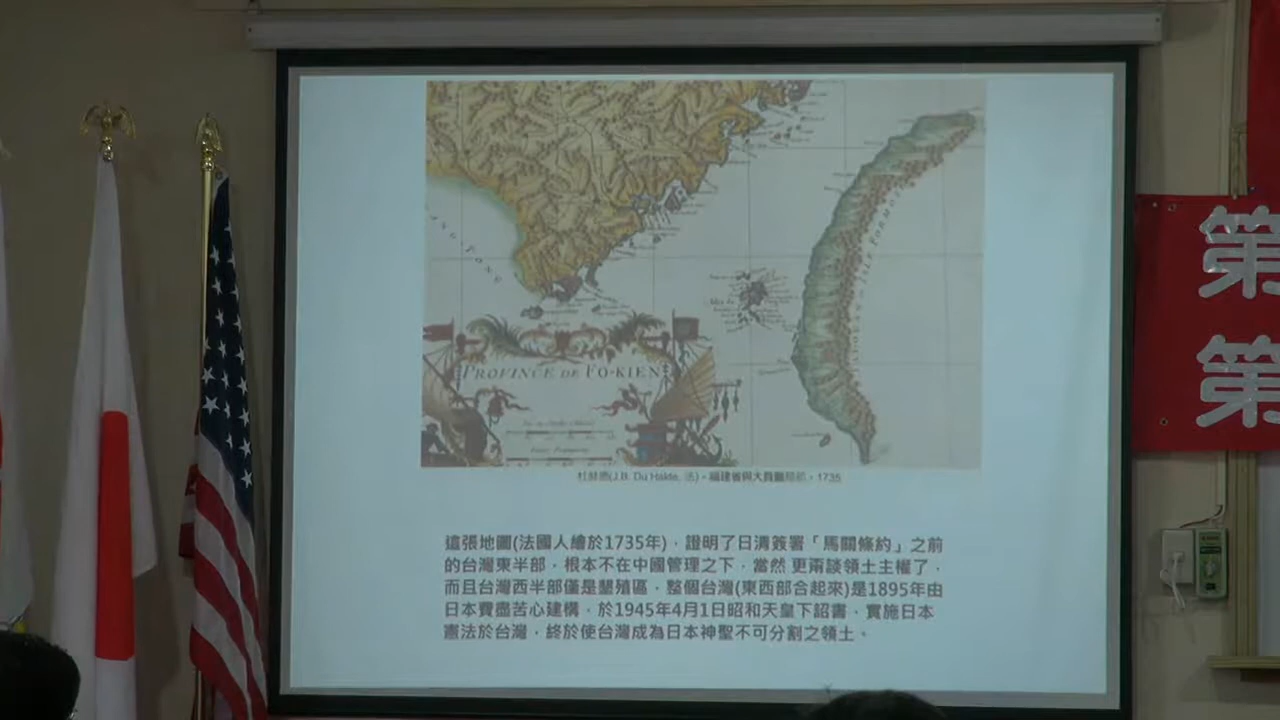 ILE FORMOSE
PROVINCE DE FO-KIEN
杜赫德(J.B. Du Halde, 法),福建省與大員廳局部,1735
這張地圖(法國人繪於1735年),證明了日清簽署「馬關條約」之前
的台灣東半部,根本不在中國管理之下,當然 更甭談領土主權了,
而且台灣西半部僅是墾殖區,整個台灣(東西部合起來)是1895年由
日本費盡苦心建構,於1945年4月1日昭和天皇下詔書,實施日本
憲法於台灣,終於使台灣成為日本神聖不可分割之領土。
第
第